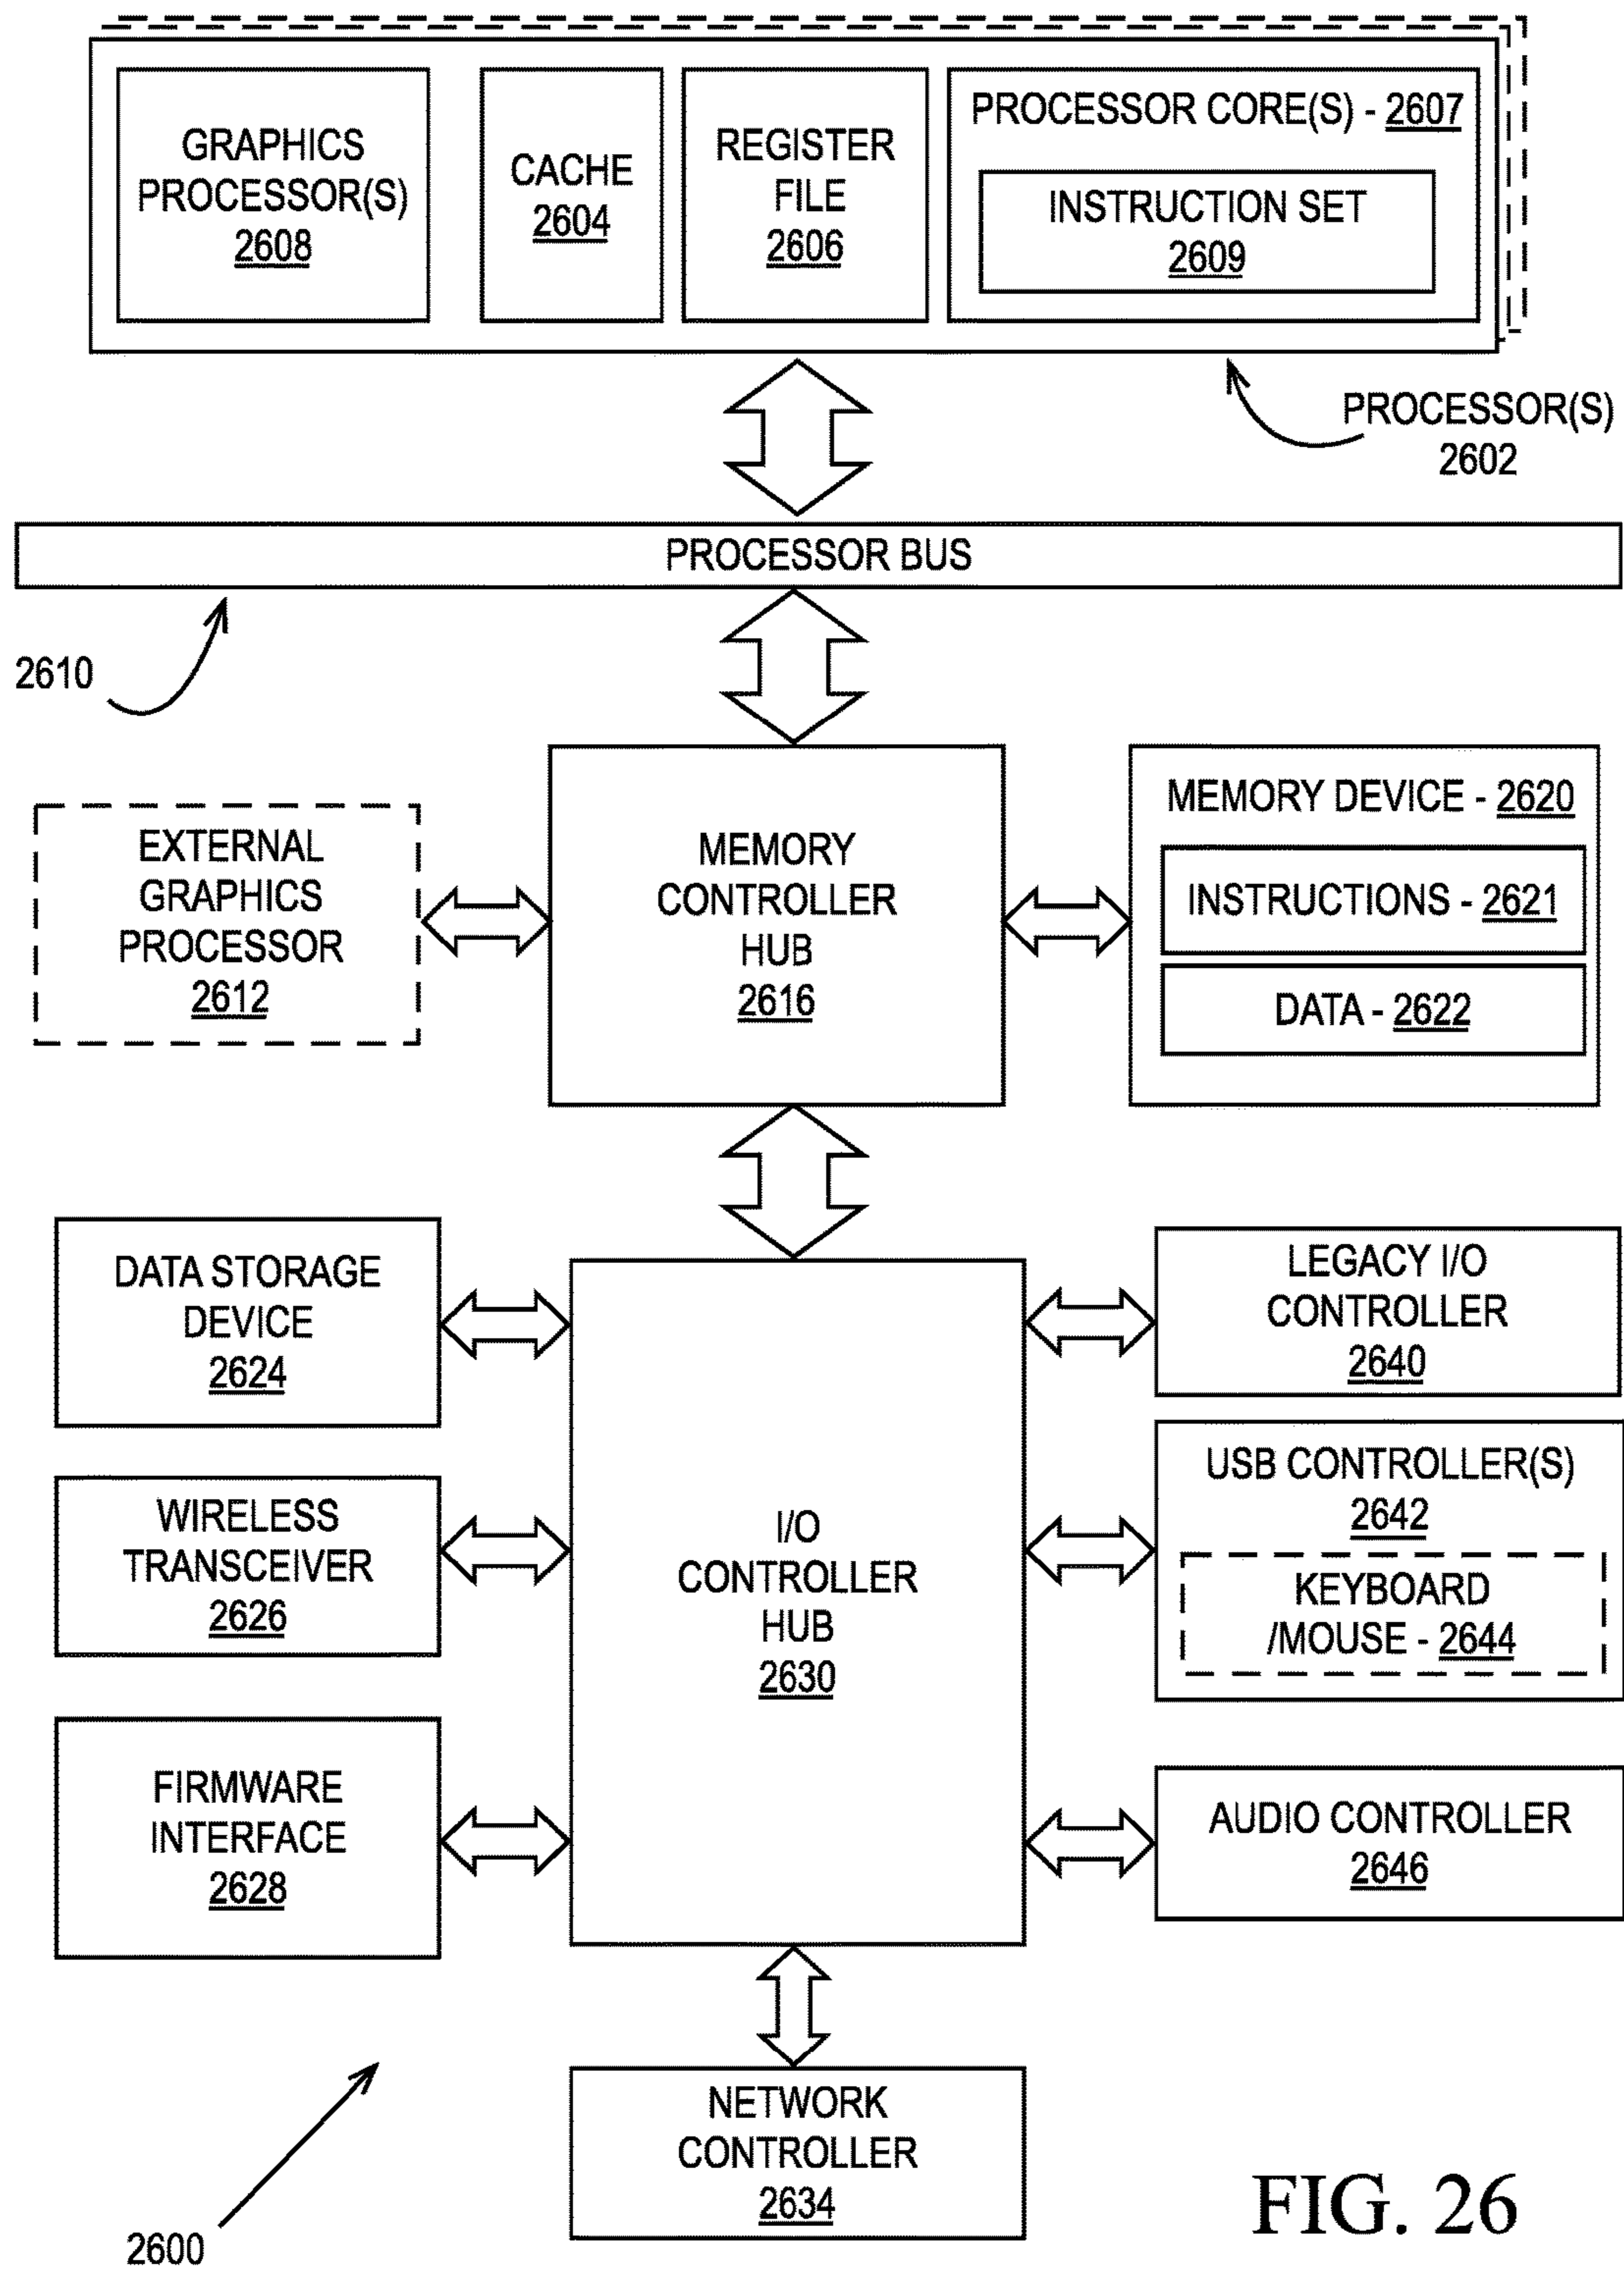 GRAPHICS
PROCESSOR(S)
2608
CACHE
2604
REGISTER
FILE
2606
PROCESSOR CORE(S) - 2607
INSTRUCTION SET
2609
PROCESSOR(S)
2602
PROCESSOR BUS
2610
EXTERNAL
GRAPHICS
PROCESSOR
2612
MEMORY
CONTROLLER
HUB
2616
MEMORY DEVICE - 2620
INSTRUCTIONS - 2621
DATA - 2622
DATA STORAGE
DEVICE
2624
WIRELESS
TRANSCEIVER
2626
FIRMWARE
INTERFACE
2628
I/O
CONTROLLER
HUB
2630
LEGACY I/O
CONTROLLER
2640
USB CONTROLLER(S)
2642
KEYBOARD
/MOUSE - 2644
AUDIO CONTROLLER
2646
NETWORK
CONTROLLER
2634
2600
FIG. 26